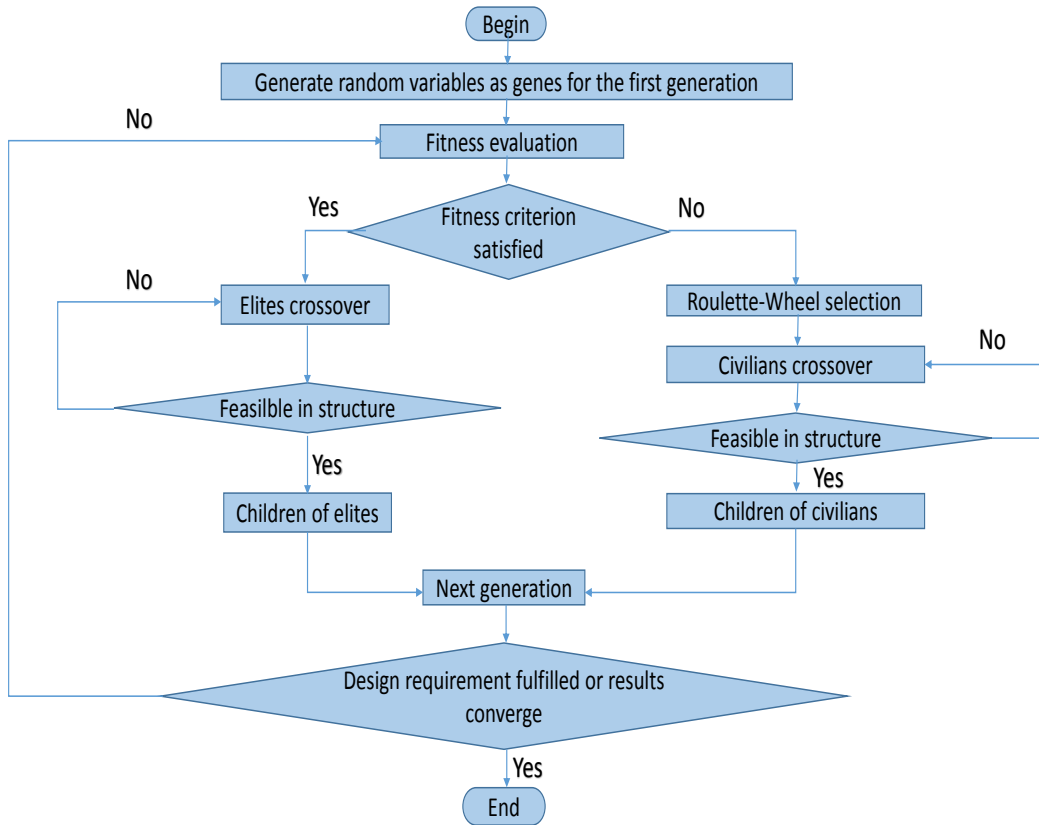 Begin
Generate random variables as genes for the first generation
No
Fitness evaluation
Yes
Fitness criterion
satisfied
No
No
Elites crossover
Roulette-Wheel selection
No
Civilians crossover
Feasilble in structure
Feasible in structure
Yes
Yes
Children of elites
Children of civilians
Next generation
Design requirement fulfilled or results
converge
Yes
End